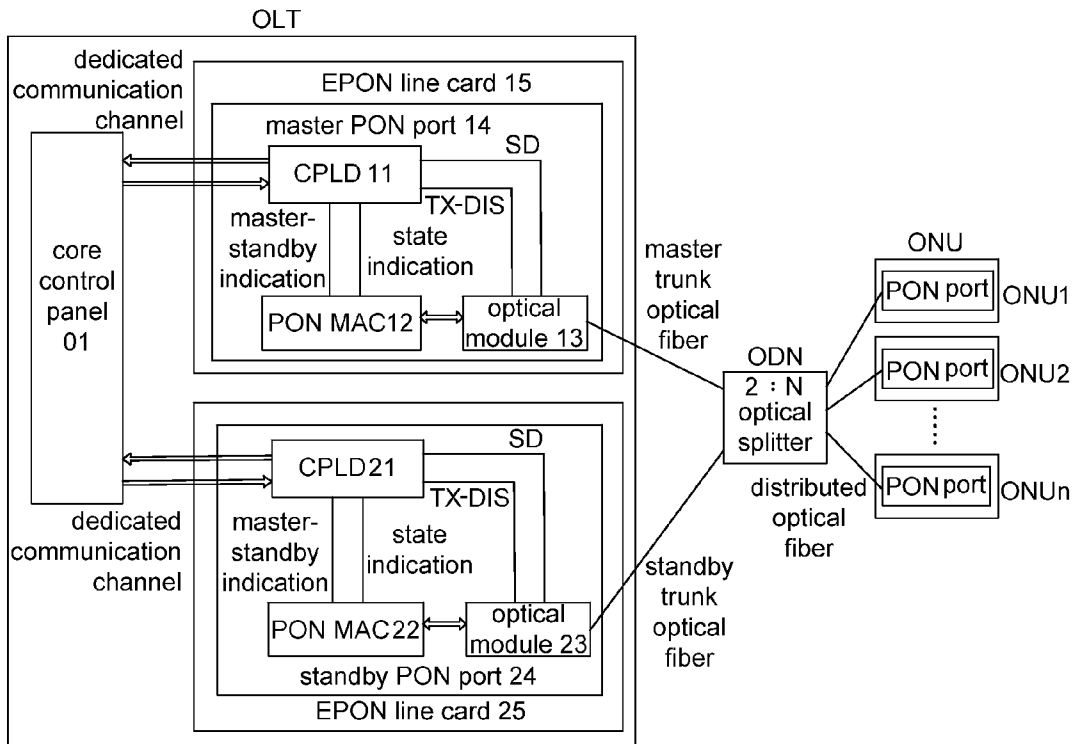 OLT
dedicated
communication
channel
EPON line card 15
master PON port 14
SD
CPLD 11
TX-DIS
master-
standby
indication
state
indication
core
control
panel
01
PON MAC12
optical
module 13
master
trunk
optical
fiber
ONU
PON port
ONU1
ODN
2 : N
optical
splitter
PON port
ONU2
......
PON port
ONUn
distributed
optical
fiber
SD
CPLD21
TX-DIS
dedicated
communication
channel
master-
standby
indication
state
indication
PON MAC22
optical
module 23
standby
trunk
optical
fiber
standby PON port 24
EPON line card 25